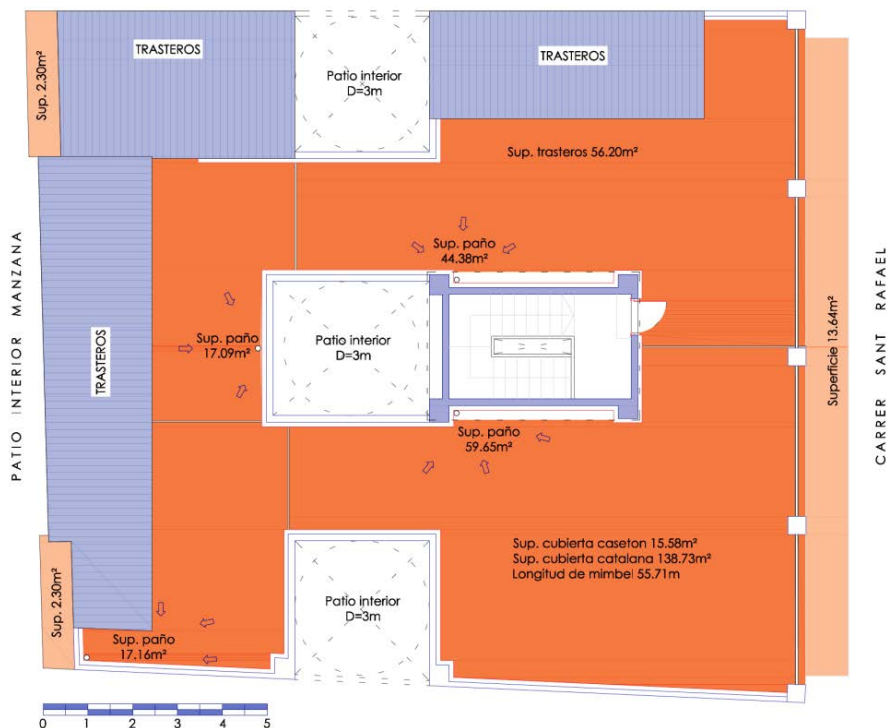 TRASTEROS
TRASTEROS
Patio interior
D=3m
Sup. 2.30m²
Sup. trasteros 56.20m²
Sup. paño
44.38m²
PATIO INTERIOR MANZANA
TRASTEROS
Sup. paño
17.09m²
Patio interior
D=3m
Superficie 13.64m²
CARRER SANT RAFAEL
Sup. paño
59.65m²
Sup. cubierta caseton 15.58m²
Sup. cubierta catalana 138.73m²
Longitud de mimbel 55.71m
Sup. 2.30m²
Patio interior
D=3m
Sup. paño
17.16m²
0 1 2 3 4 5